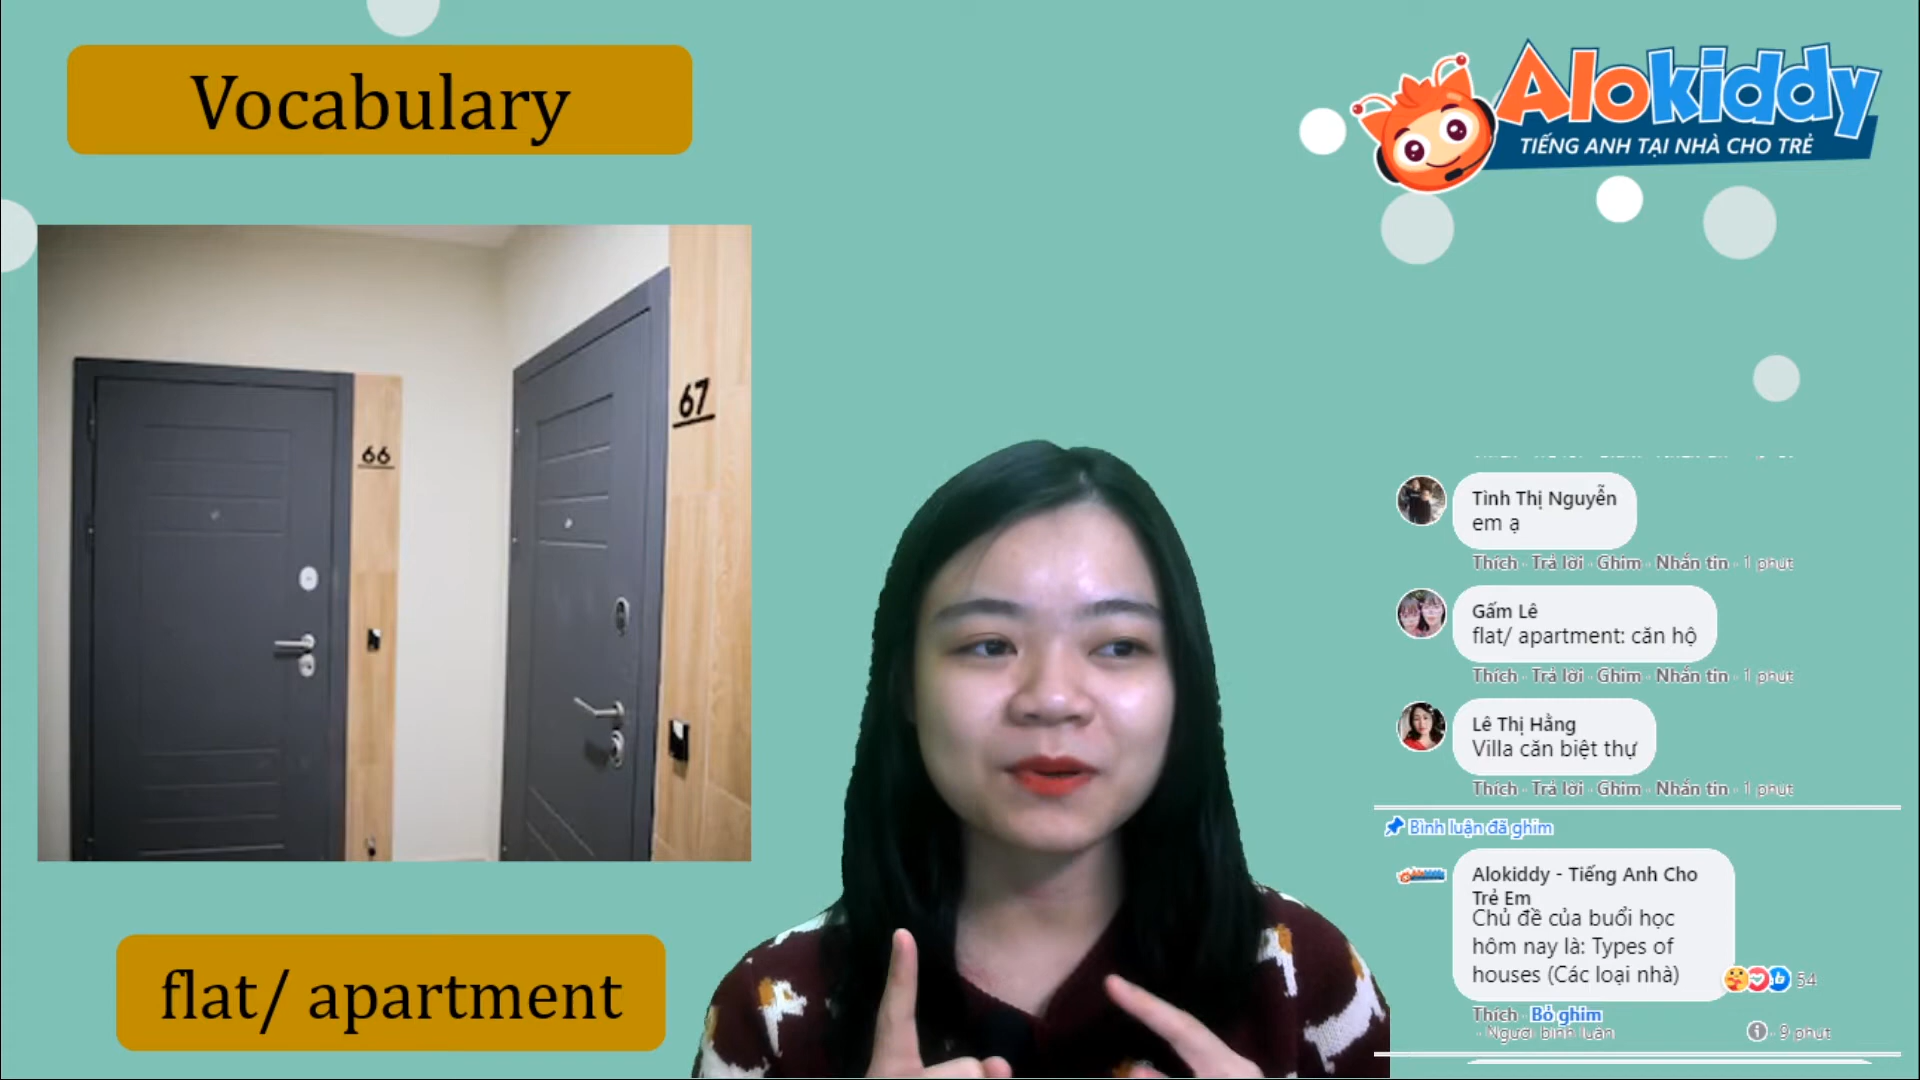 Vocabulary
Alokiddy
TIẾNG ANH TẠI NHÀ CHO TRẺ
66
67
flat/ apartment
Tình Thị Nguyễn
em ạ
Thích · Trả lời · Ghim · Nhắn tin · 1 phút
Gấm Lê
flat/ apartment: căn hộ
Thích · Trả lời · Ghim · Nhắn tin · 1 phút
Lê Thị Hằng
Villa căn biệt thự
Thích · Trả lời · Ghim · Nhắn tin · 1 phút
Bình luận đã ghim
Alokiddy - Tiếng Anh Cho
Trẻ Em
Chủ đề của buổi học
hôm nay là: Types of
houses (Các loại nhà)
54
Thích · Bỏ ghim
· Người bình luận
9 phút